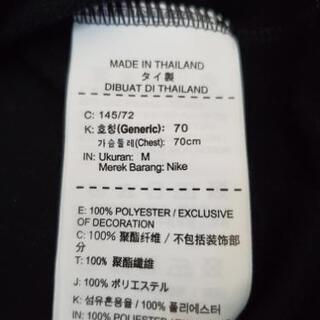 MADE IN THAILAND
タイ製
DIBUAT DI THAILAND
C: 145/72
K: 호칭(Generic): 70
가슴둘레(Chest): 70cm
IN: Ukuran: M
Merek Barang: Nike
E: 100% POLYESTER / EXCLUSIVE
OF DECORATION
C: 100% 聚酯纤维 / 不包括装饰部
分
T: 100% 聚酯纖維
J: 100% ポリエステル
K: 섬유혼용율 / 100% 폴리에스터
IN: 100%